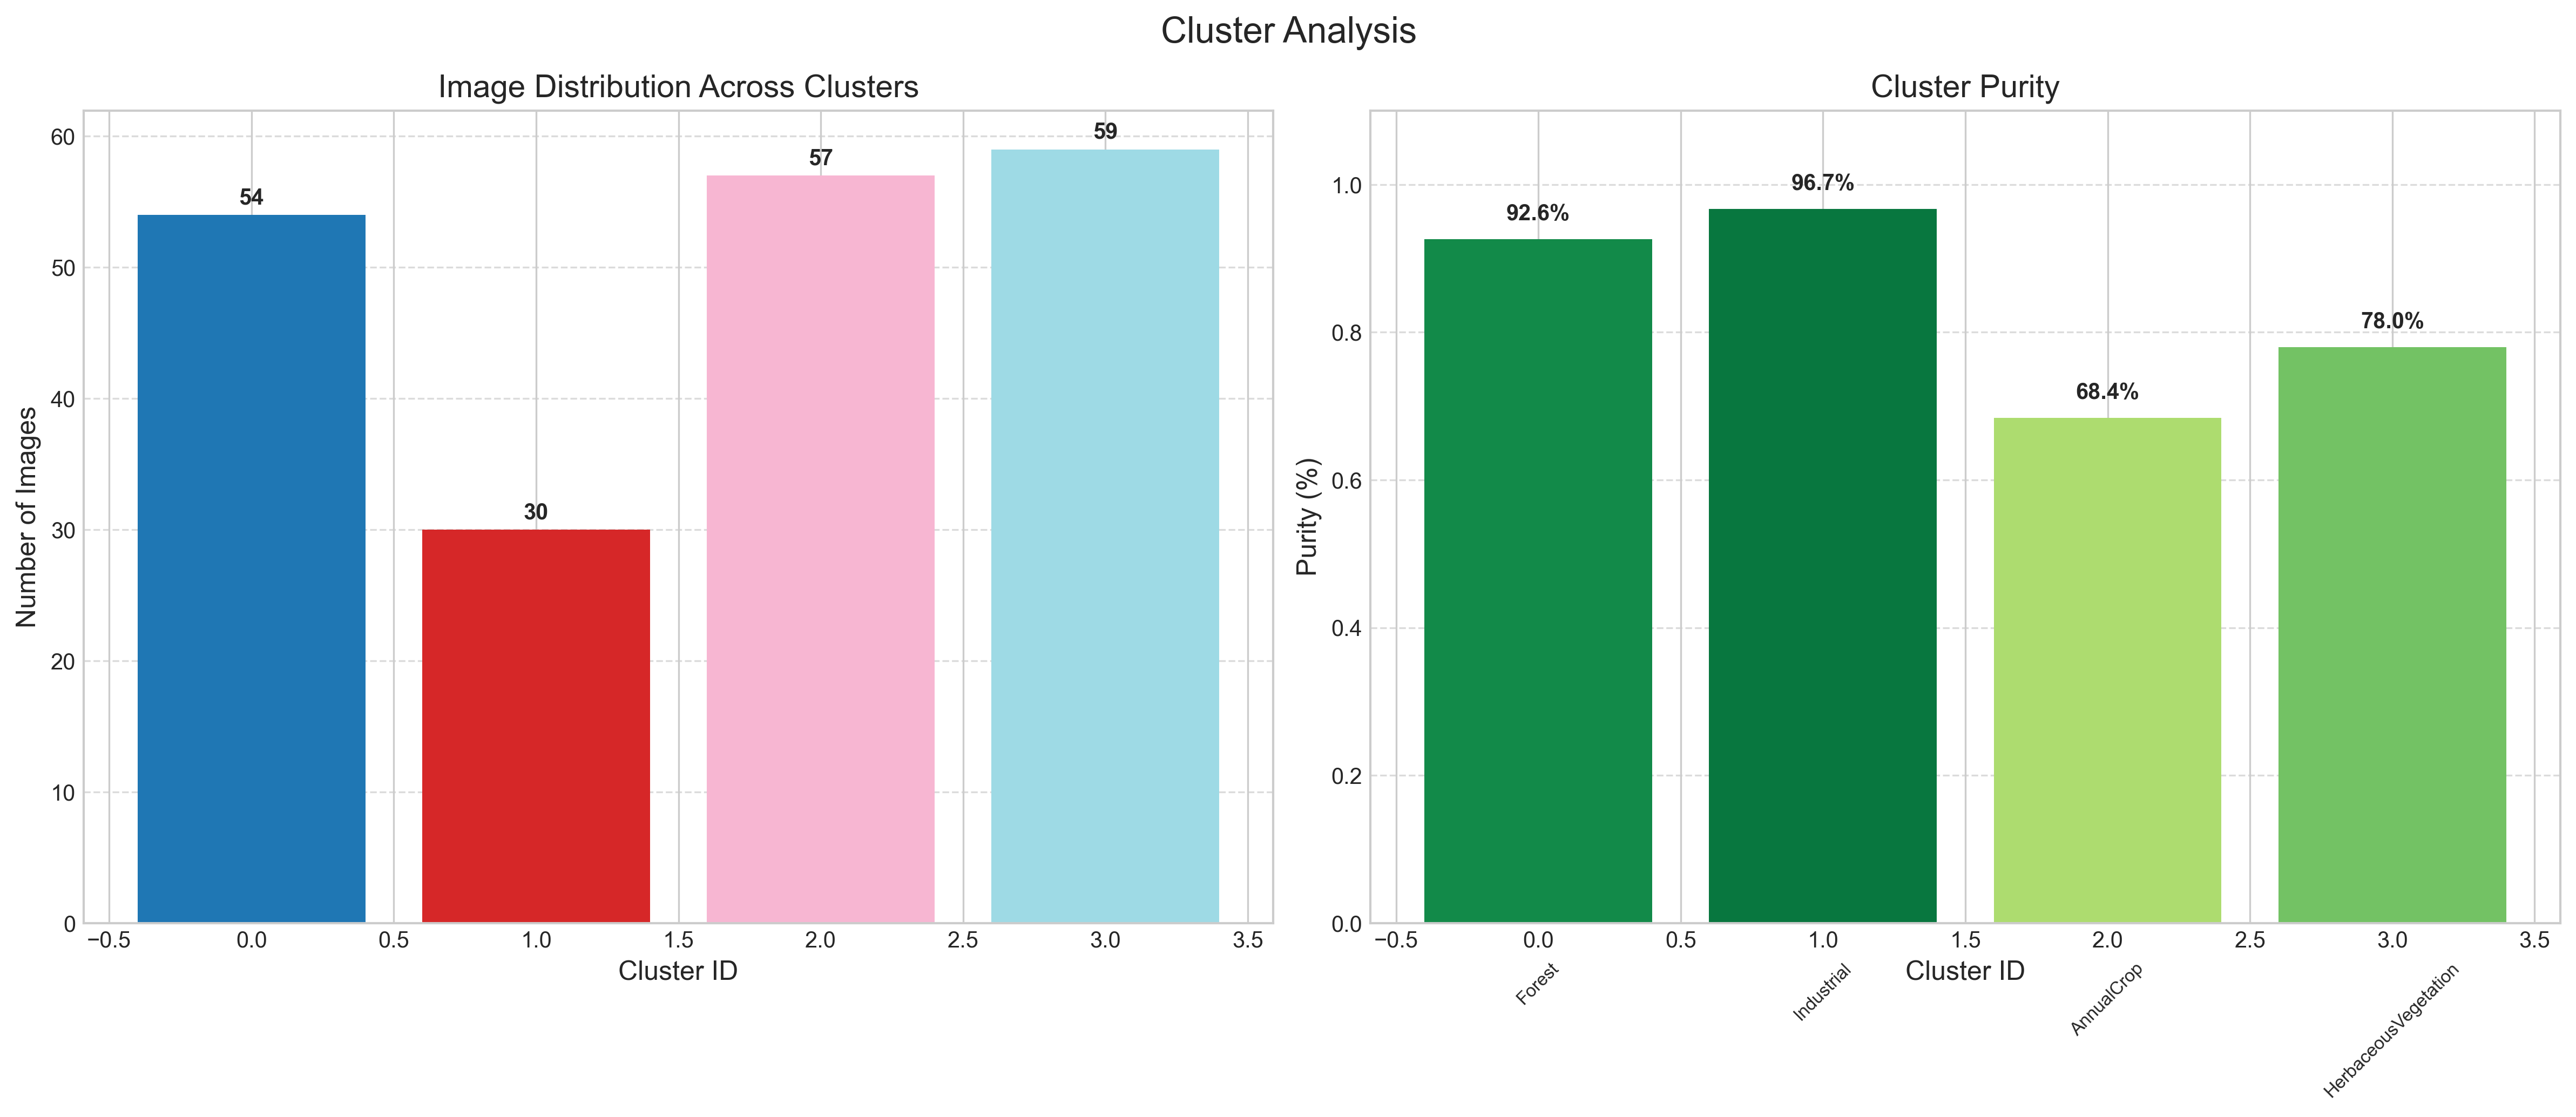 Cluster Analysis
Image Distribution Across Clusters
Number of Images
60
50
40
30
20
10
0
54
30
57
59
−0.5 0.0 0.5 1.0 1.5 2.0 2.5 3.0 3.5
Cluster ID
Cluster Purity
Purity (%)
1.0
0.8
0.6
0.4
0.2
0.0
92.6%
96.7%
68.4%
78.0%
−0.5 0.0 0.5 1.0 1.5 2.0 2.5 3.0 3.5
Cluster ID
Forest
Industrial
AnnualCrop
HerbaceousVegetation